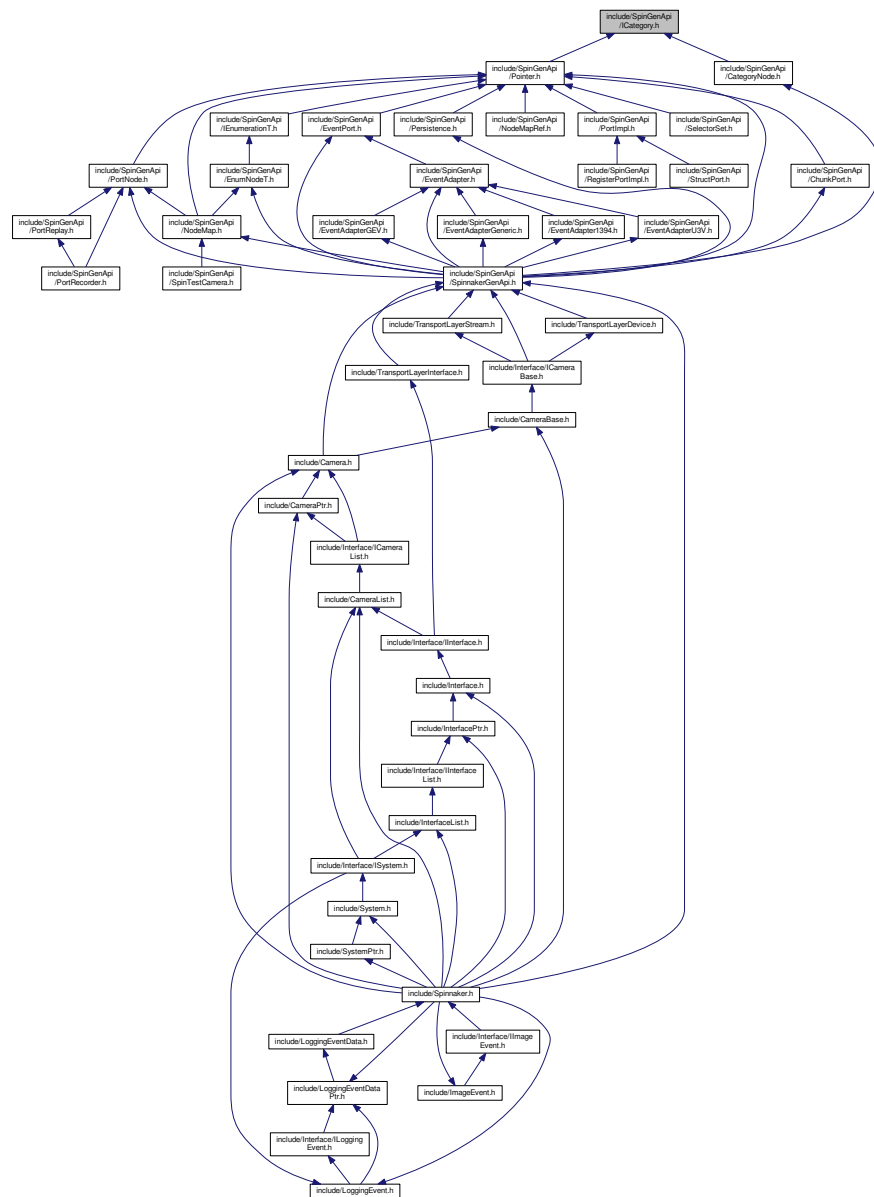 include/SpinGenApi
/ICategory.h
include/SpinGenApi
/Pointer.h
include/SpinGenApi
/CategoryNode.h
include/SpinGenApi
/IEnumerationT.h
include/SpinGenApi
/EventPort.h
include/SpinGenApi
/Persistence.h
include/SpinGenApi
/NodeMapRef.h
include/SpinGenApi
/PortImpl.h
include/SpinGenApi
/SelectorSet.h
include/SpinGenApi
/PortNode.h
include/SpinGenApi
/EnumNodeT.h
include/SpinGenApi
/EventAdapter.h
include/SpinGenApi
/RegisterPortImpl.h
include/SpinGenApi
/StructPort.h
include/SpinGenApi
/ChunkPort.h
include/SpinGenApi
/PortReplay.h
include/SpinGenApi
/NodeMap.h
include/SpinGenApi
/EventAdapterGEV.h
include/SpinGenApi
/EventAdapterGeneric.h
include/SpinGenApi
/EventAdapter1394.h
include/SpinGenApi
/EventAdapterU3V.h
include/SpinGenApi
/PortRecorder.h
include/SpinGenApi
/SpinTestCamera.h
include/SpinGenApi
/SpinnakerGenApi.h
include/TransportLayerStream.h
include/TransportLayerDevice.h
include/TransportLayerInterface.h
include/Interface/ICamera
Base.h
include/CameraBase.h
include/Camera.h
include/CameraPtr.h
include/Interface/ICamera
List.h
include/CameraList.h
include/Interface/IInterface.h
include/Interface.h
include/InterfacePtr.h
include/Interface/IInterface
List.h
include/InterfaceList.h
include/Interface/ISystem.h
include/System.h
include/SystemPtr.h
include/Spinnaker.h
include/LoggingEventData.h
include/Interface/IImage
Event.h
include/LoggingEventData
Ptr.h
include/ImageEvent.h
include/Interface/ILogging
Event.h
include/LoggingEvent.h